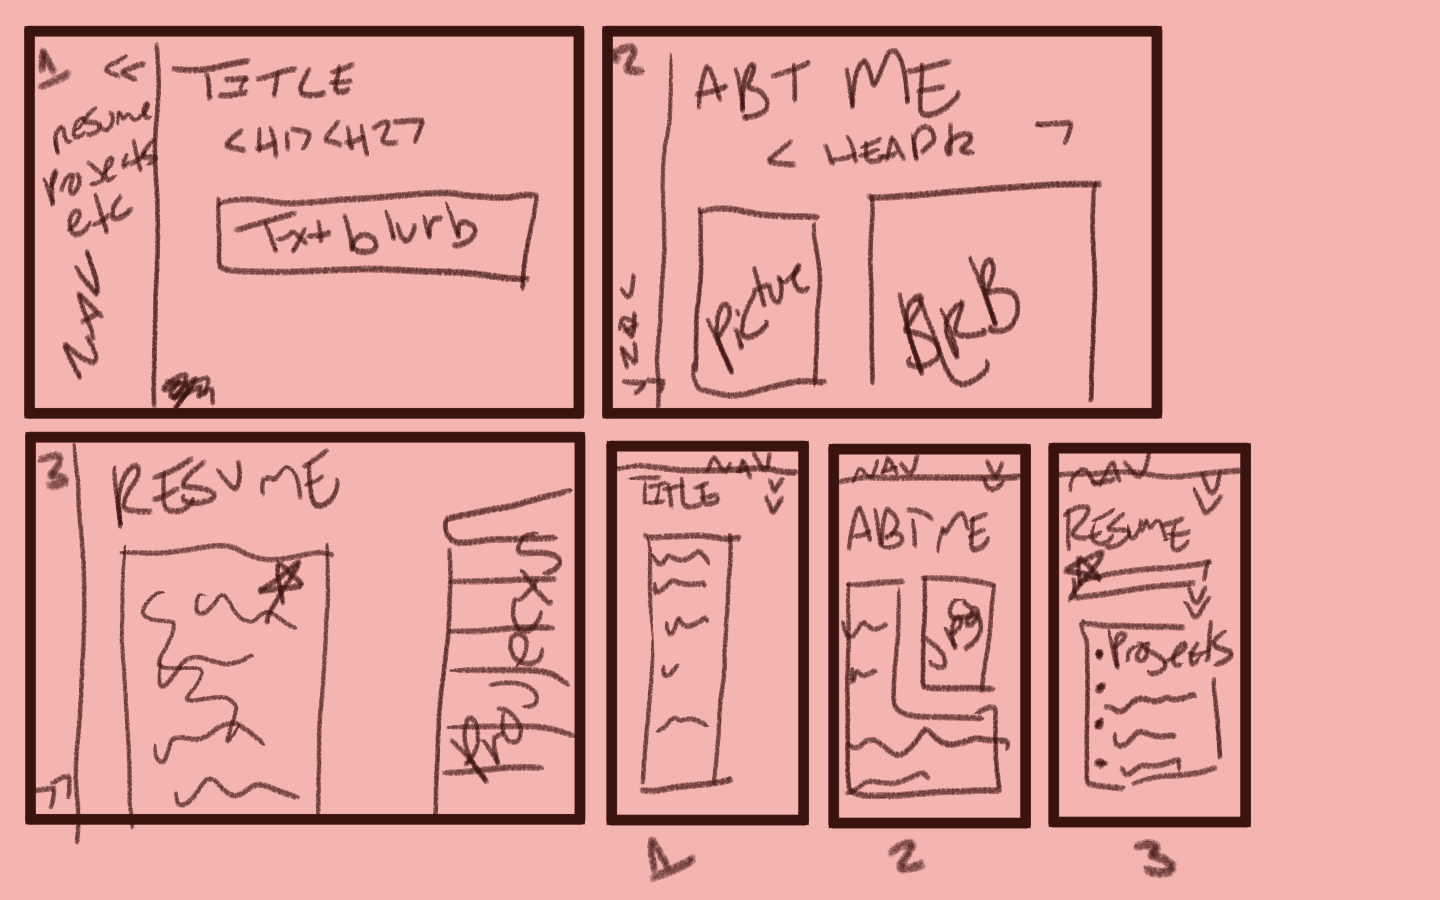 1 <<
resume
projects
etc
NAV
TITLE
<H1><H2>
Txt blurb
2
ABT ME
< HEADR >
Picture
BRB
NAV
>>
3
RESUME
Projects
>>
NAV
TITLE
1
NAV
ABT ME
Jpg
2
NAV
RESUME
Projects
3